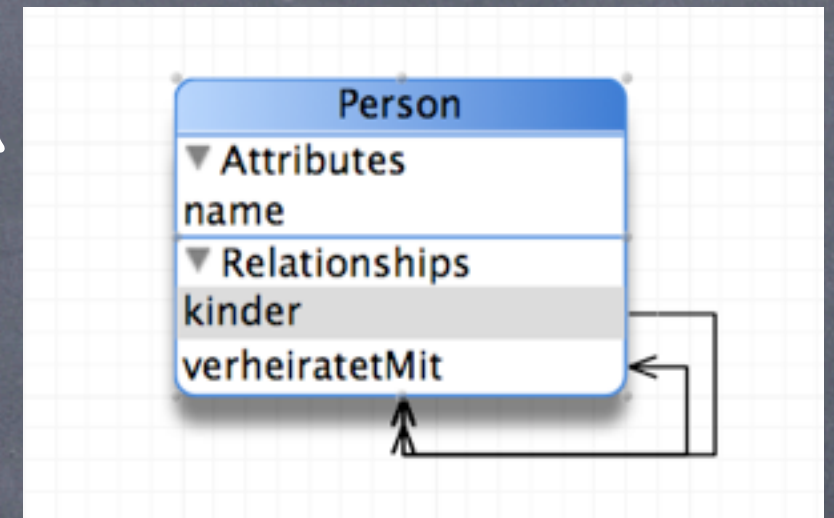 Person
Attributes
name
Relationships
kinder
verheiratetMit